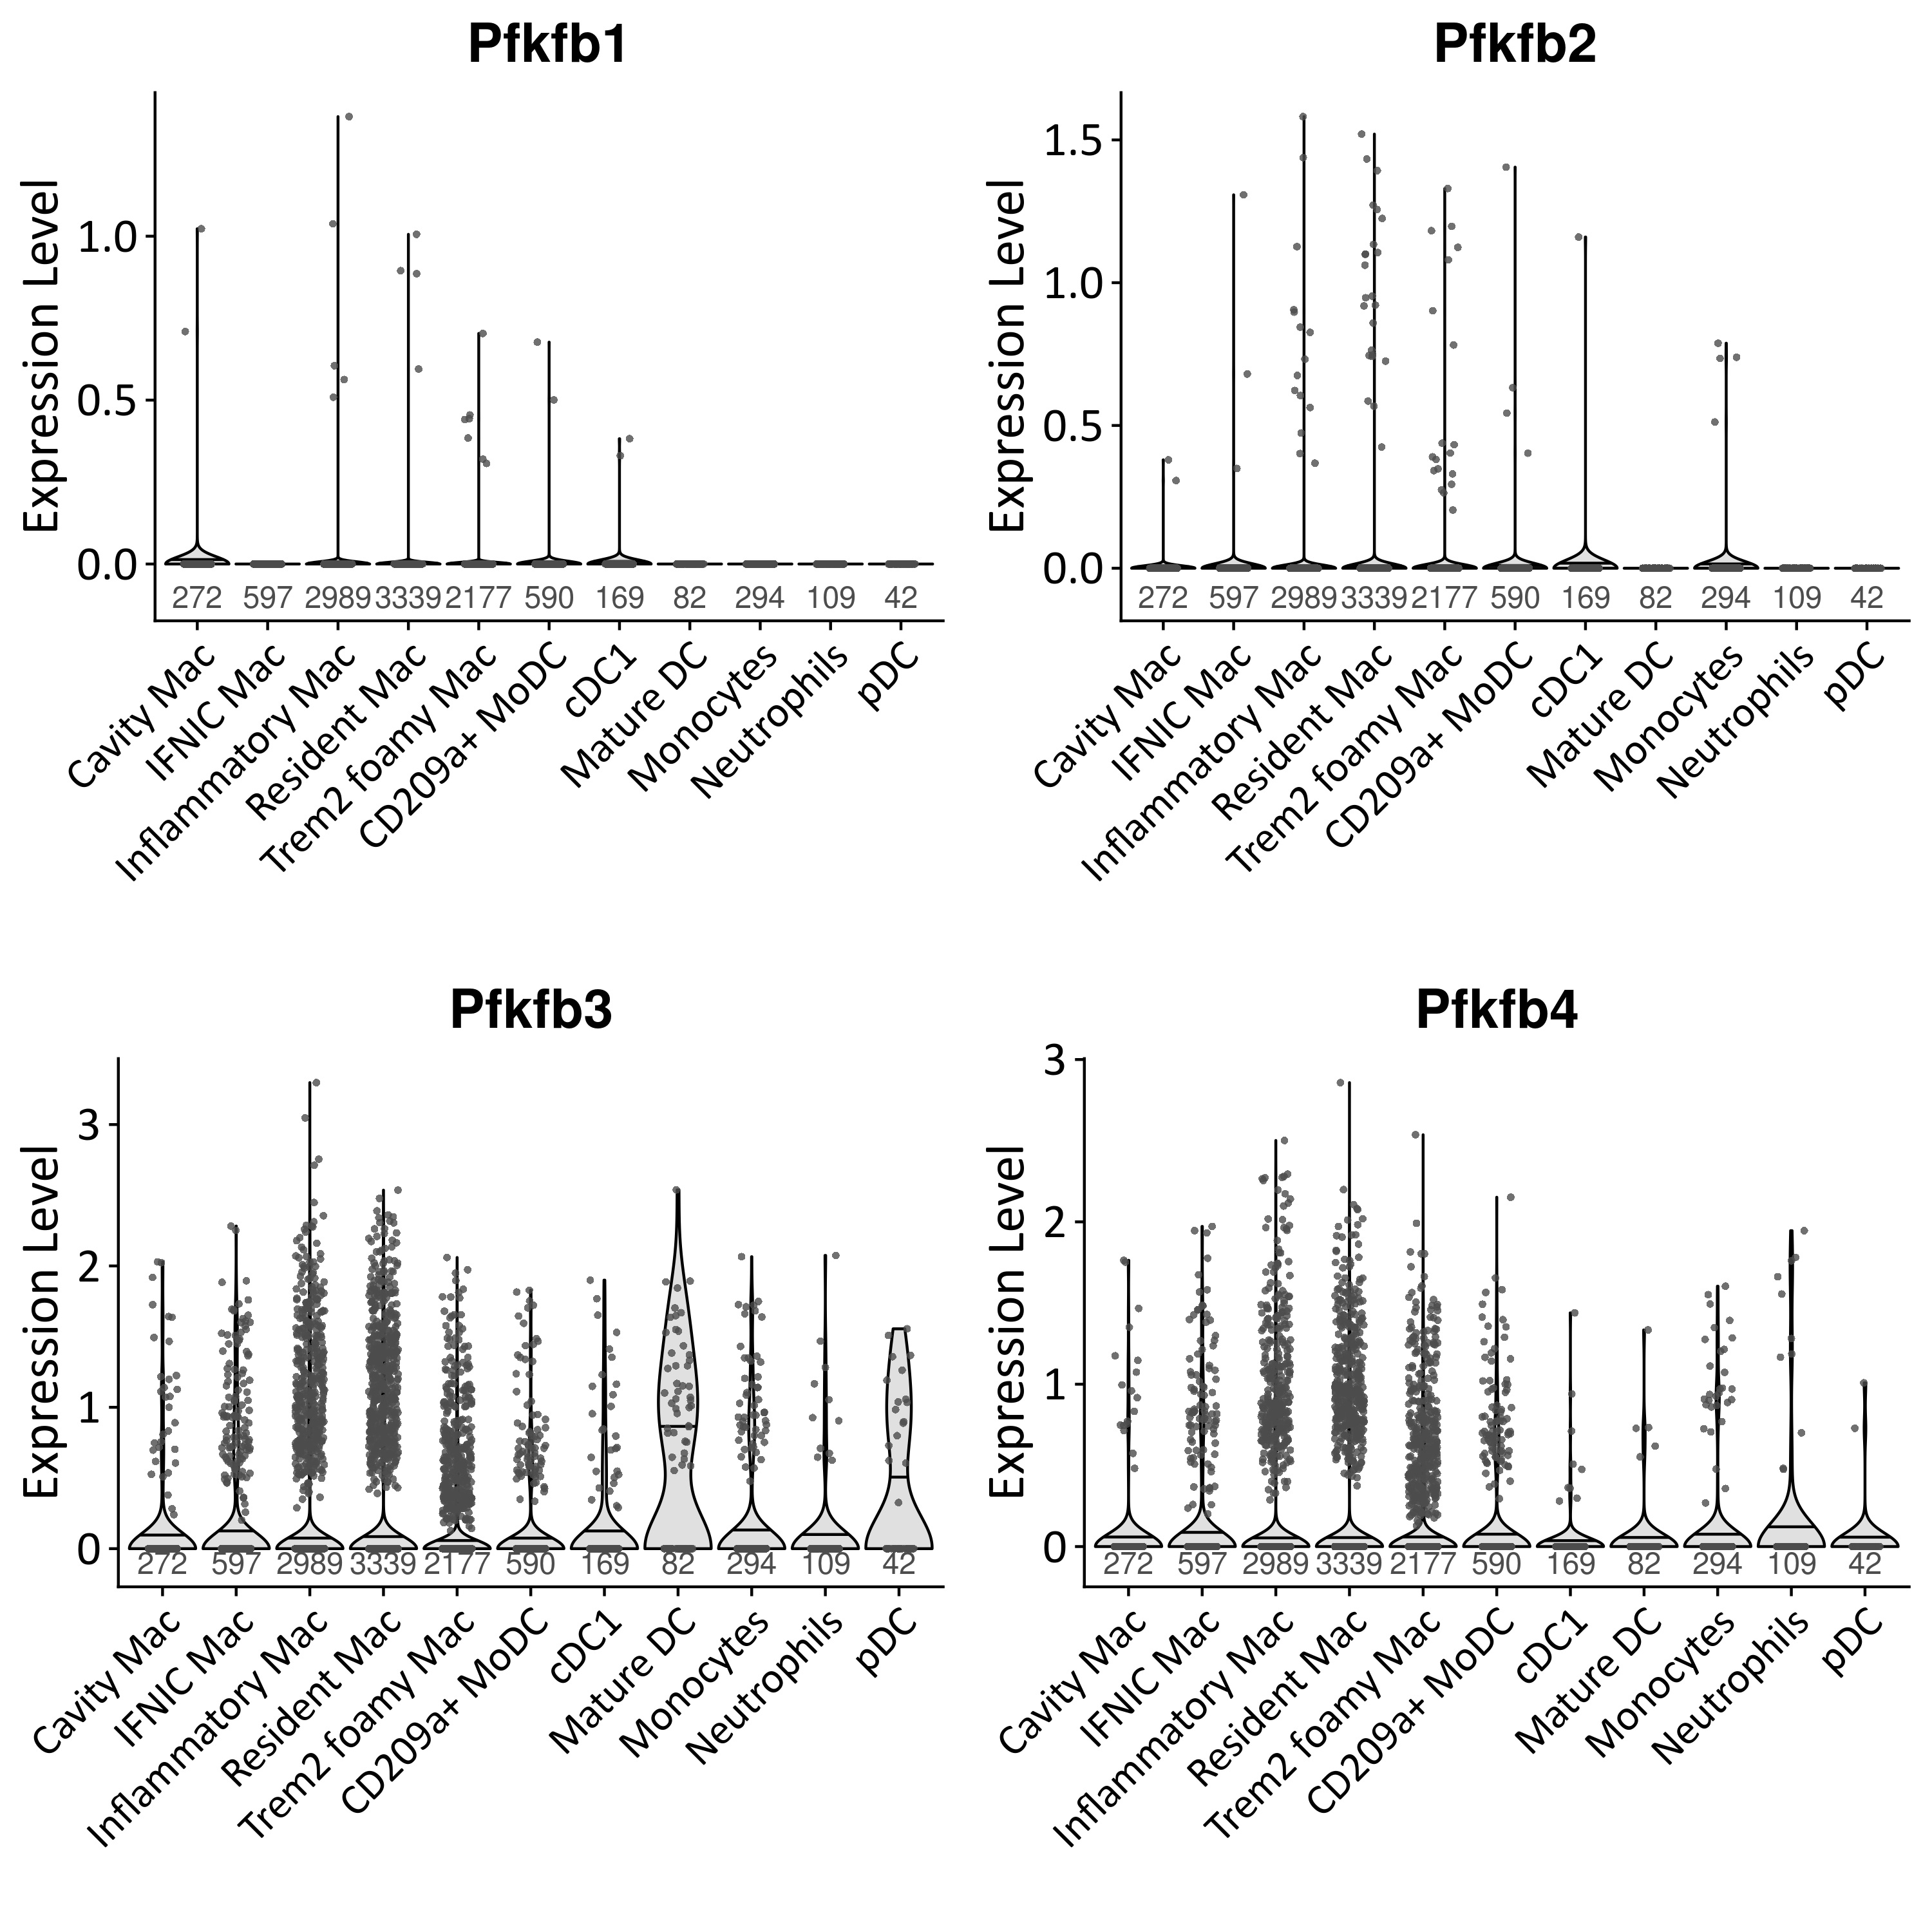 Pfkfb1
Expression Level
1.0
0.5
0.0
272 597 2989 3339 2177 590 169 82 294 109 42
Cavity Mac
IFNIC Mac
Inflammatory Mac
Resident Mac
Trem2 foamy Mac
CD209a+ MoDC
cDC1
Mature DC
Monocytes
Neutrophils
pDC
Pfkfb2
Expression Level
1.5
1.0
0.5
0.0
272 597 2989 3339 2177 590 169 82 294 109 42
Cavity Mac
IFNIC Mac
Inflammatory Mac
Resident Mac
Trem2 foamy Mac
CD209a+ MoDC
cDC1
Mature DC
Monocytes
Neutrophils
pDC
Pfkfb3
Expression Level
3
2
1
0
272 597 2989 3339 2177 590 169 82 294 109 42
Cavity Mac
IFNIC Mac
Inflammatory Mac
Resident Mac
Trem2 foamy Mac
CD209a+ MoDC
cDC1
Mature DC
Monocytes
Neutrophils
pDC
Pfkfb4
Expression Level
3
2
1
0
272 597 2989 3339 2177 590 169 82 294 109 42
Cavity Mac
IFNIC Mac
Inflammatory Mac
Resident Mac
Trem2 foamy Mac
CD209a+ MoDC
cDC1
Mature DC
Monocytes
Neutrophils
pDC